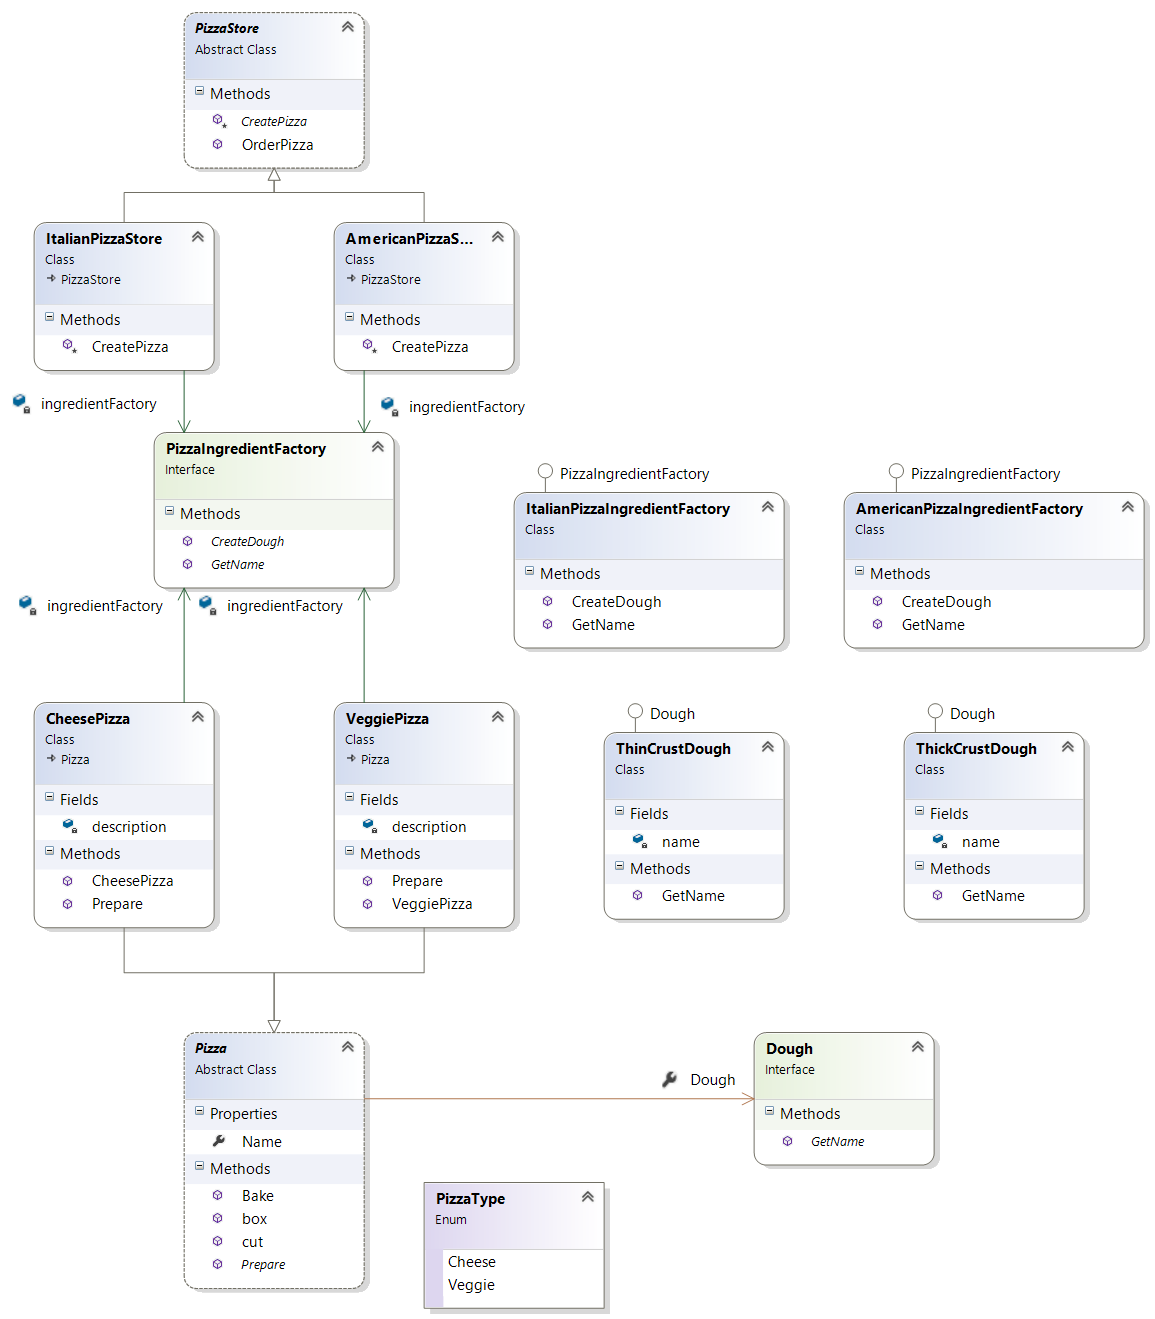 PizzaStore
Abstract Class
Methods
CreatePizza
OrderPizza
ItalianPizzaStore
Class
PizzaStore
Methods
CreatePizza
AmericanPizzaS...
Class
PizzaStore
Methods
CreatePizza
ingredientFactory
ingredientFactory
PizzaIngredientFactory
Interface
Methods
CreateDough
GetName
PizzaIngredientFactory
ItalianPizzaIngredientFactory
Class
Methods
CreateDough
GetName
PizzaIngredientFactory
AmericanPizzaIngredientFactory
Class
Methods
CreateDough
GetName
ingredientFactory
ingredientFactory
CheesePizza
Class
Pizza
Fields
description
Methods
CheesePizza
Prepare
VeggiePizza
Class
Pizza
Fields
description
Methods
Prepare
VeggiePizza
Dough
ThinCrustDough
Class
Fields
name
Methods
GetName
Dough
ThickCrustDough
Class
Fields
name
Methods
GetName
Pizza
Abstract Class
Properties
Name
Methods
Bake
box
cut
Prepare
Dough
Dough
Interface
Methods
GetName
PizzaType
Enum
Cheese
Veggie